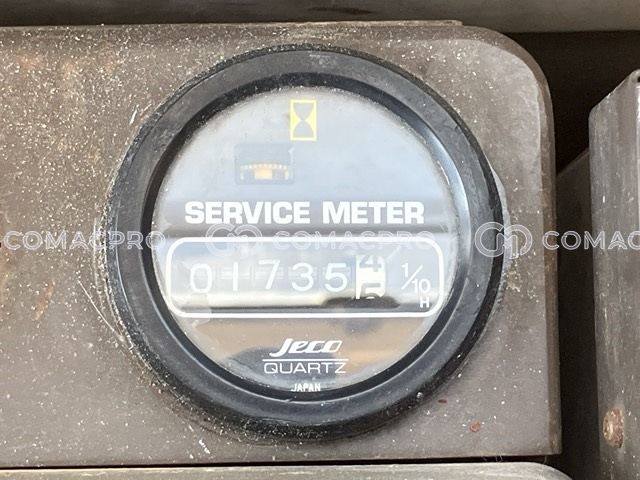 SERVICE METER
COMACPRO COMACPRO COMACPRO
01735 1/10
H
Jeco
QUARTZ
JAPAN